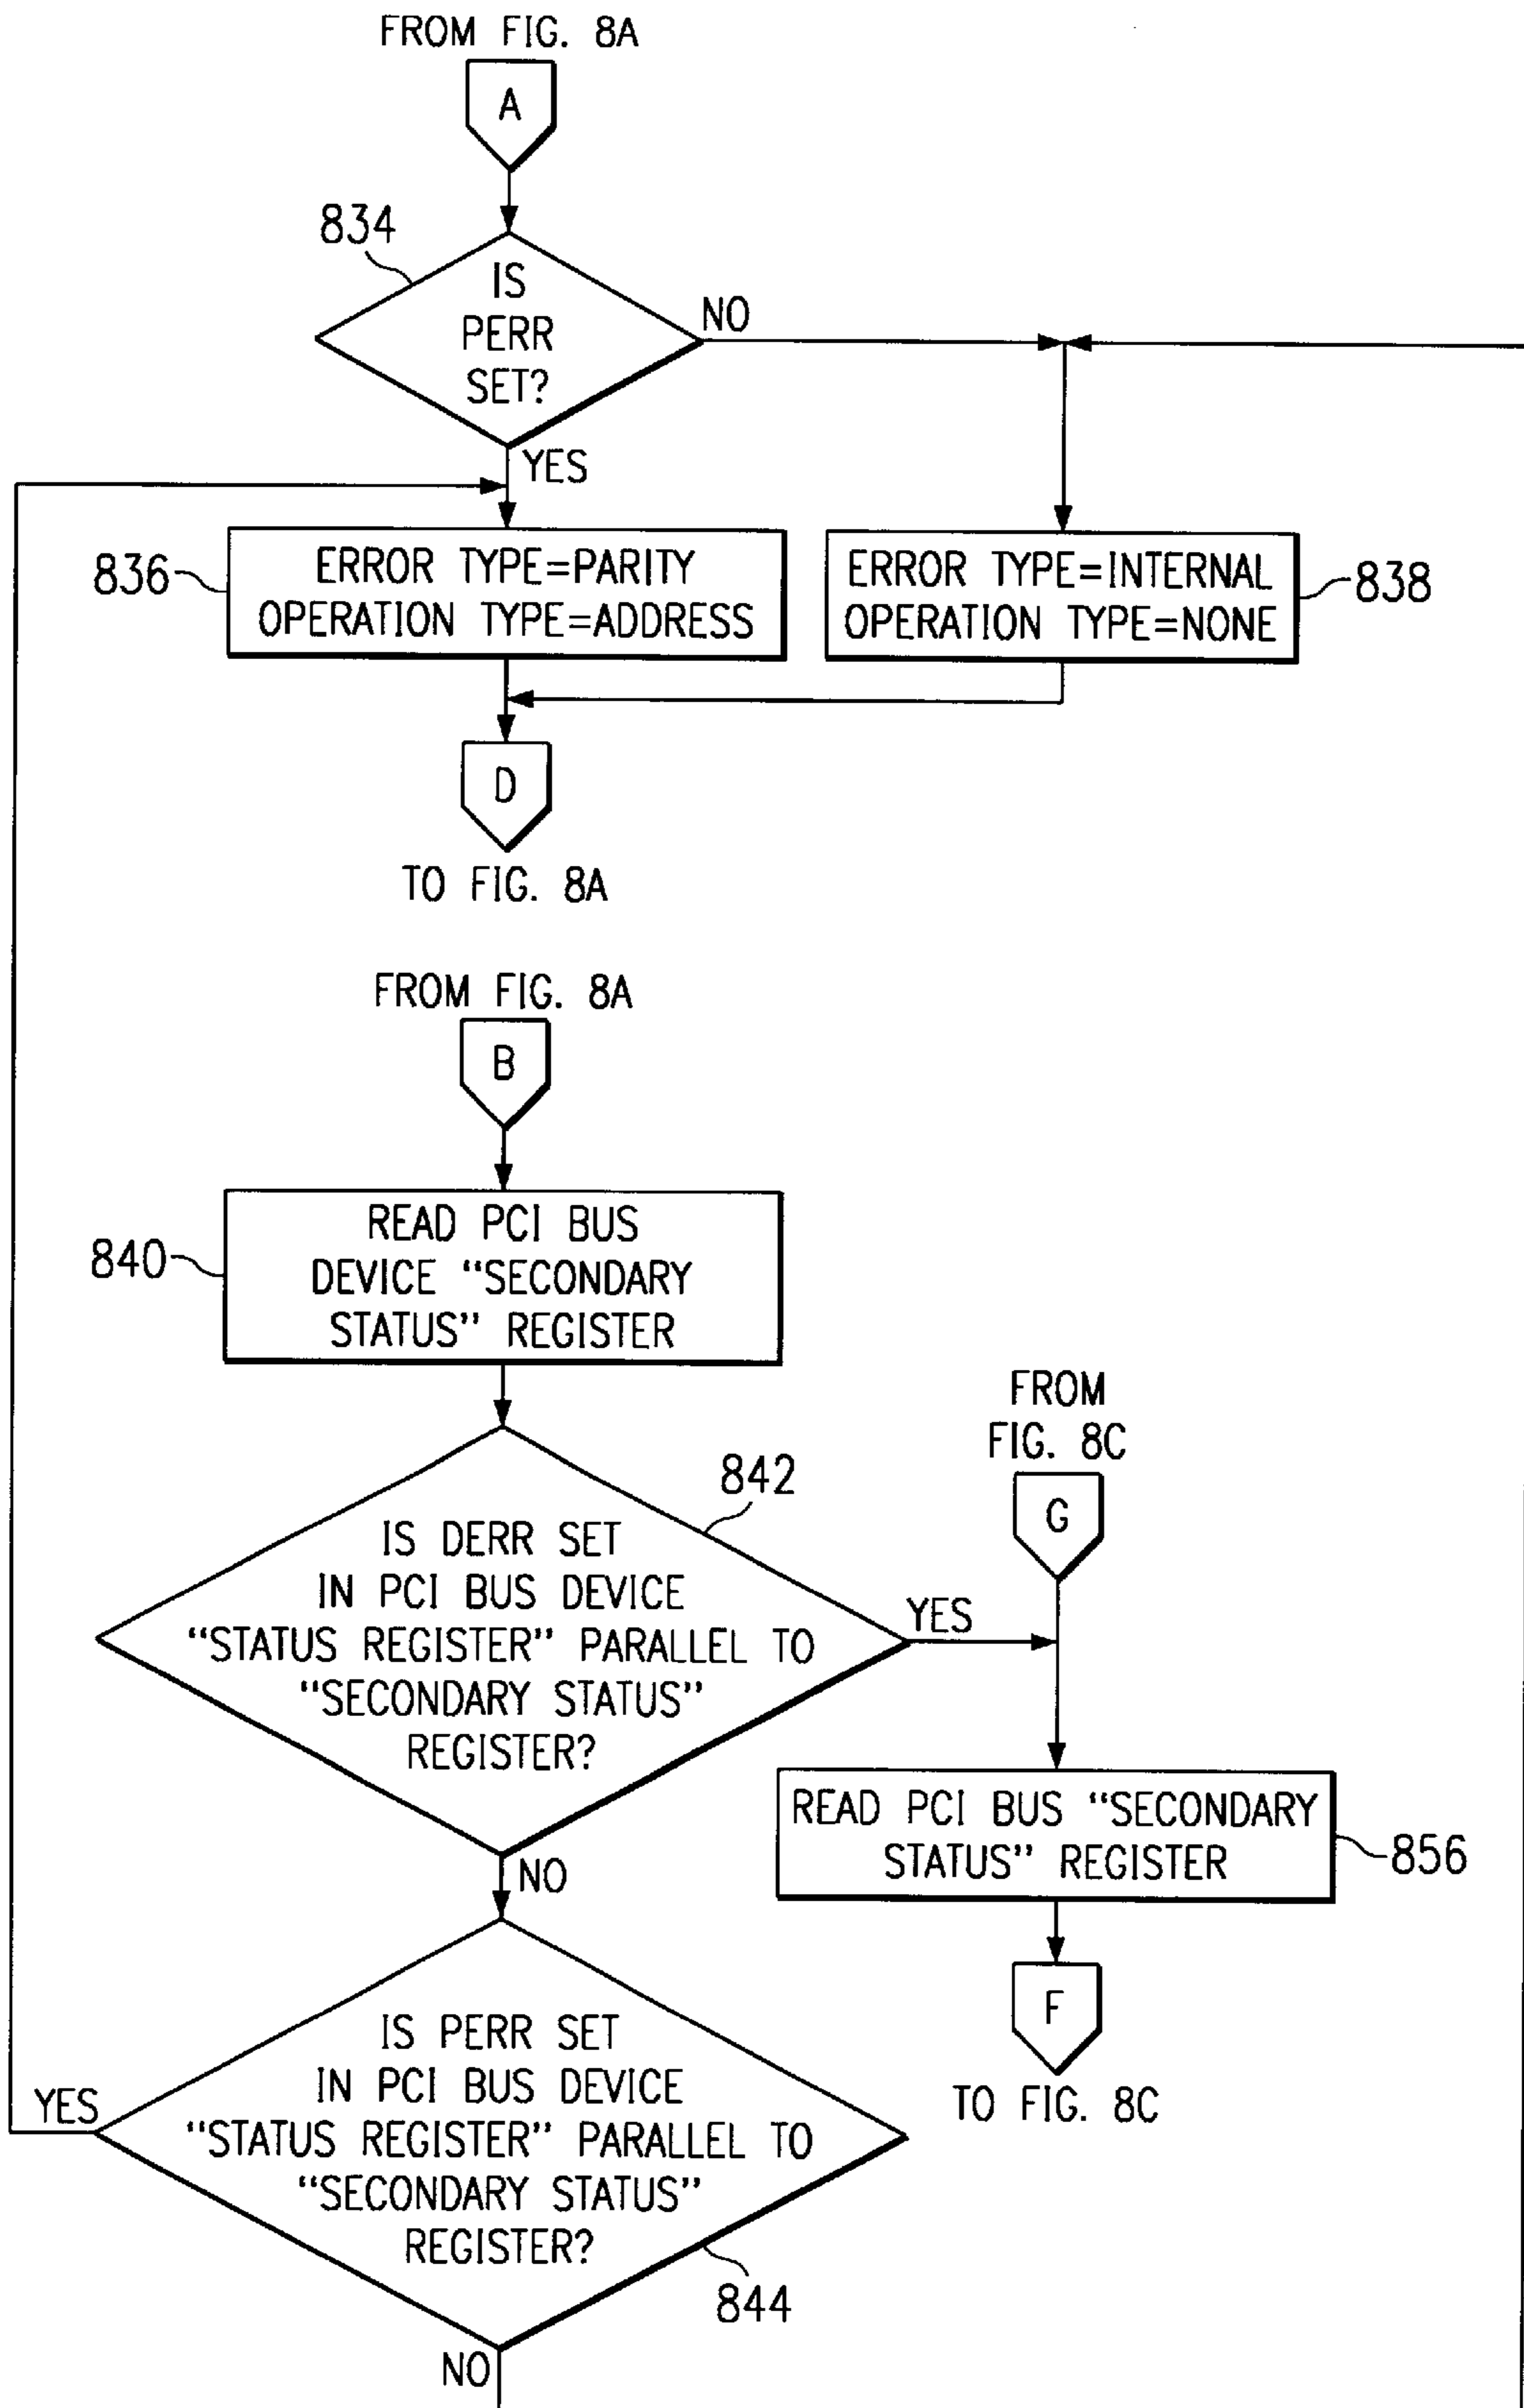 FROM FIG. 8A
A
834
IS
PERR
SET?
NO
YES
836
ERROR TYPE=PARITY
OPERATION TYPE=ADDRESS
ERROR TYPE=INTERNAL
OPERATION TYPE=NONE
838
D
TO FIG. 8A
FROM FIG. 8A
B
840
READ PCI BUS
DEVICE "SECONDARY
STATUS" REGISTER
842
IS DERR SET
IN PCI BUS DEVICE
"STATUS REGISTER" PARALLEL TO
"SECONDARY STATUS"
REGISTER?
YES
NO
FROM
FIG. 8C
G
READ PCI BUS "SECONDARY
STATUS" REGISTER
856
F
TO FIG. 8C
IS PERR SET
IN PCI BUS DEVICE
"STATUS REGISTER" PARALLEL TO
"SECONDARY STATUS"
REGISTER?
YES
844
NO